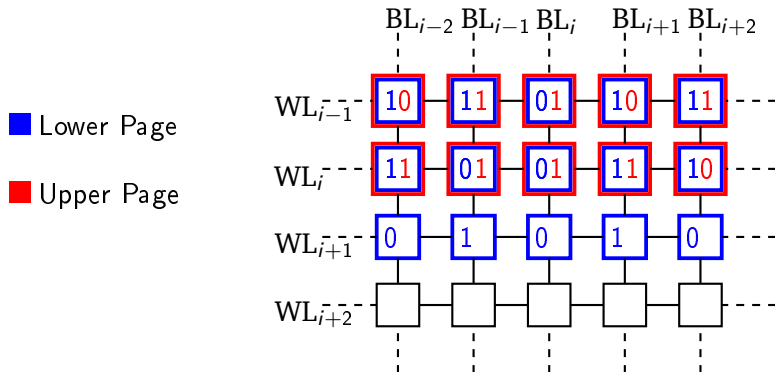 BL_{i−2} BL_{i−1} BL_i BL_{i+1} BL_{i+2}
WL_{i−1} 10 11 01 10 11
Lower Page
WL_i 11 01 01 11 10
Upper Page
WL_{i+1} 0 1 0 1 0
WL_{i+2}